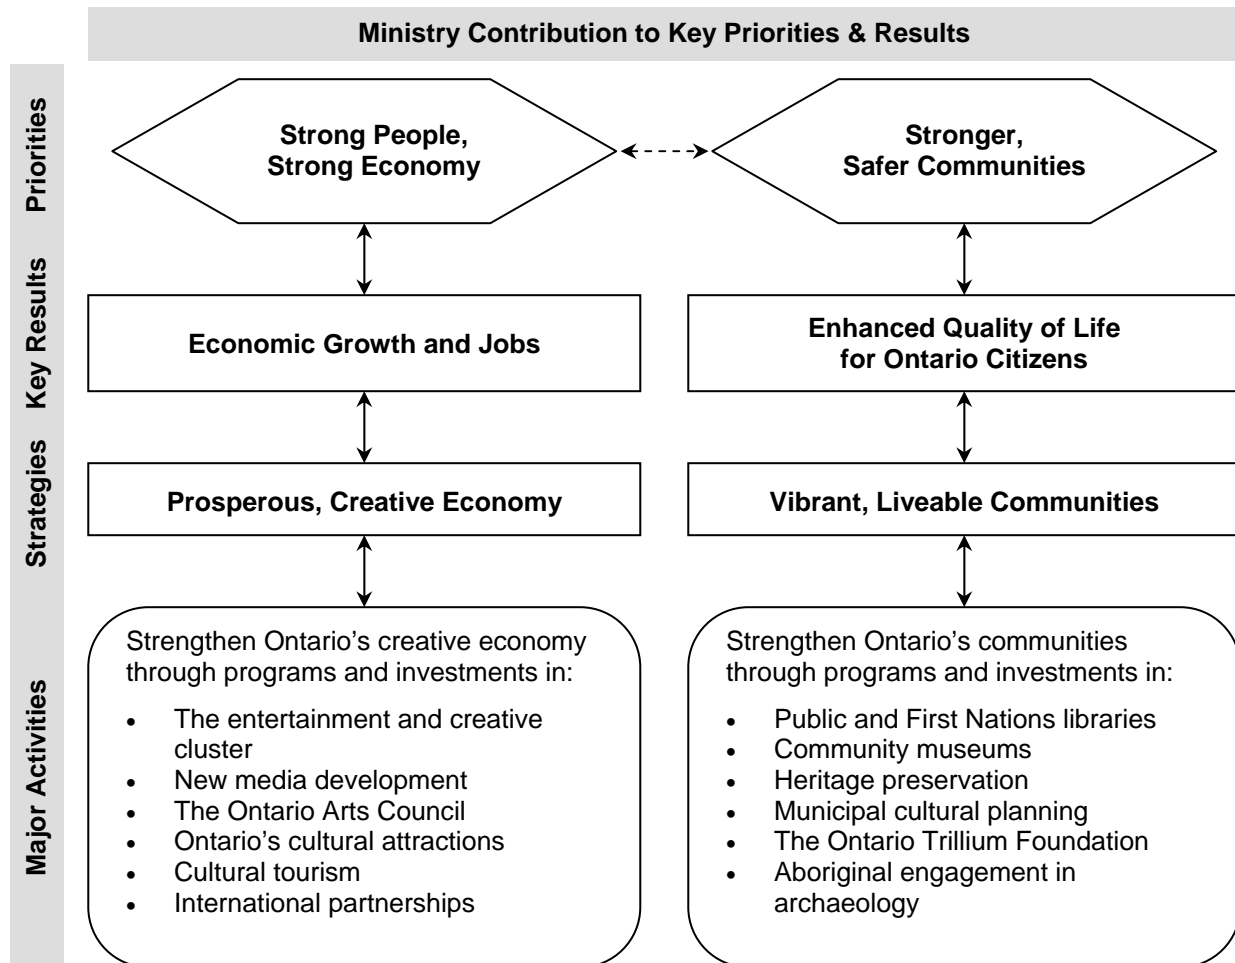 Ministry Contribution to Key Priorities & Results
Priorities
Strong People,
Strong Economy
Stronger,
Safer Communities
Key Results
Economic Growth and Jobs
Enhanced Quality of Life
for Ontario Citizens
Strategies
Prosperous, Creative Economy
Vibrant, Liveable Communities
Major Activities
Strengthen Ontario’s creative economy
through programs and investments in:
• The entertainment and creative
cluster
• New media development
• The Ontario Arts Council
• Ontario’s cultural attractions
• Cultural tourism
• International partnerships
Strengthen Ontario’s communities
through programs and investments in:
• Public and First Nations libraries
• Community museums
• Heritage preservation
• Municipal cultural planning
• The Ontario Trillium Foundation
• Aboriginal engagement in
archaeology